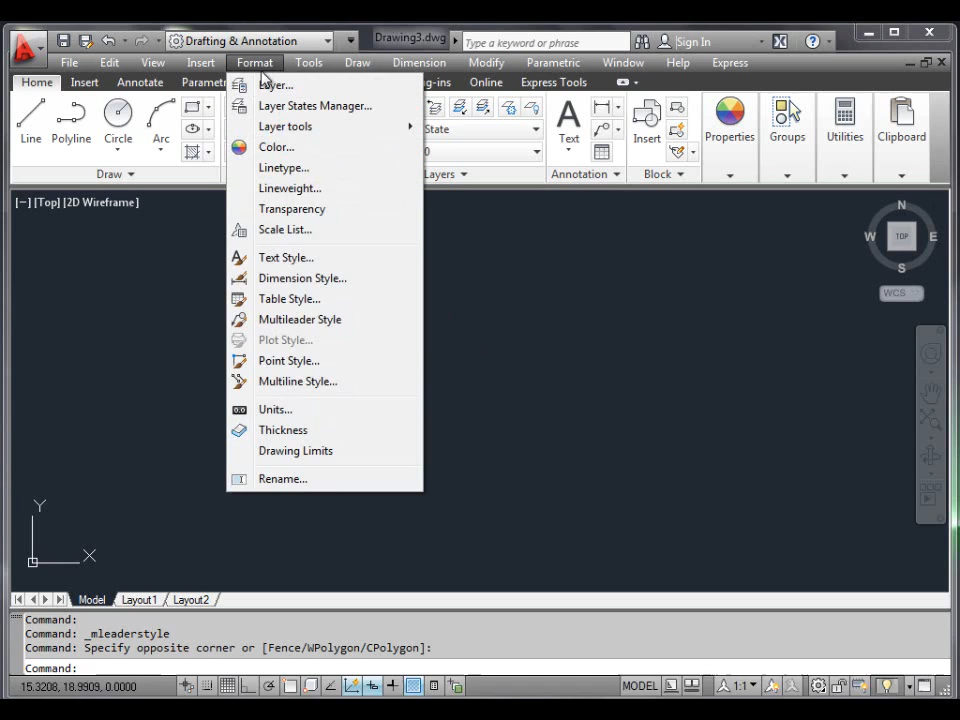 Drafting & Annotation
Drawing3.dwg
Type a keyword or phrase
Sign In
File Edit View Insert Format Tools Draw Dimension Modify Parametric Window Help Express
Home Insert Annotate Parametr ug-ins Online Express Tools
Line Polyline Circle Arc
Draw
State
0
Layers
Text
Annotation
Insert
Block
Properties
Groups
Utilities
Clipboard
Layer...
Layer States Manager...
Layer tools
Color...
Linetype...
Lineweight...
Transparency
Scale List...
Text Style...
Dimension Style...
Table Style...
Multileader Style
Plot Style...
Point Style...
Multiline Style...
Units...
Thickness
Drawing Limits
Rename...
[−] [Top] [2D Wireframe]
N
W TOP E
S
WCS
Y
X
Model Layout1 Layout2
Command:
Command: _mleaderstyle
Command: Specify opposite corner or [Fence/WPolygon/CPolygon]:
Command:
15.3208, 18.9909, 0.0000
MODEL
1:1